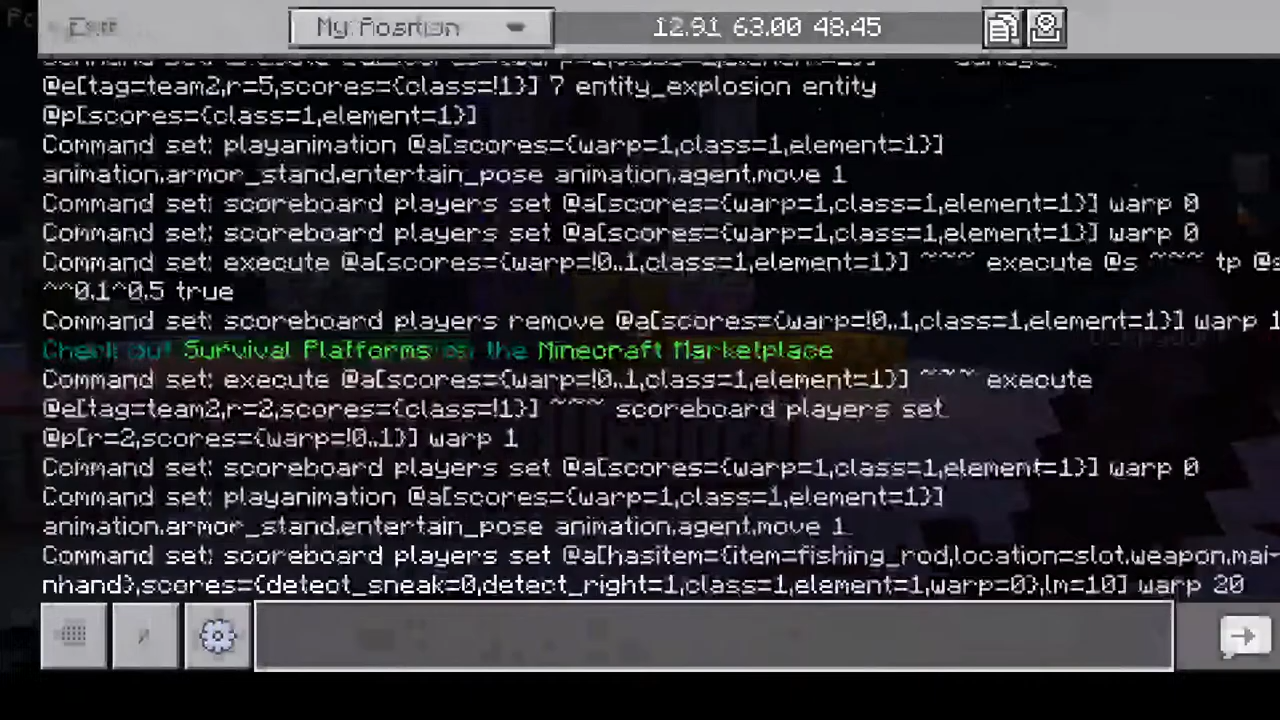 Exit
My Position
12.91 63.00 48.45
@e[tag=team2,r=5,scores={class=!1}] 7 entity_explosion entity
@p[scores={class=1,element=1}]
Command set: playanimation @a[scores={warp=1,class=1,element=1}]
animation.armor_stand.entertain_pose animation.agent.move 1
Command set: scoreboard players set @a[scores={warp=1,class=1,element=1}] warp 0
Command set: scoreboard players set @a[scores={warp=1,class=1,element=1}] warp 0
Command set: execute @a[scores={warp=!0..1,class=1,element=1}] ~~~ execute @s ~~~ tp @s
^^0.1^0.5 true
Command set: scoreboard players remove @a[scores={warp=!0..1,class=1,element=1}] warp 1
Check out Survival Platforms on the Minecraft Marketplace
Command set: execute @a[scores={warp=!0..1,class=1,element=1}] ~~~ execute
@e[tag=team2,r=2,scores={class=!1}] ~~~ scoreboard players set
@p[r=2,scores={warp=!0..1}] warp 1
Command set: scoreboard players set @a[scores={warp=1,class=1,element=1}] warp 0
Command set: playanimation @a[scores={warp=1,class=1,element=1}]
animation.armor_stand.entertain_pose animation.agent.move 1
Command set: scoreboard players set @a[hasitem={item=fishing_rod,location=slot.weapon.mai-
nhand},scores={detect_sneak=0,detect_right=1,class=1,element=1,warp=0},lm=10] warp 20